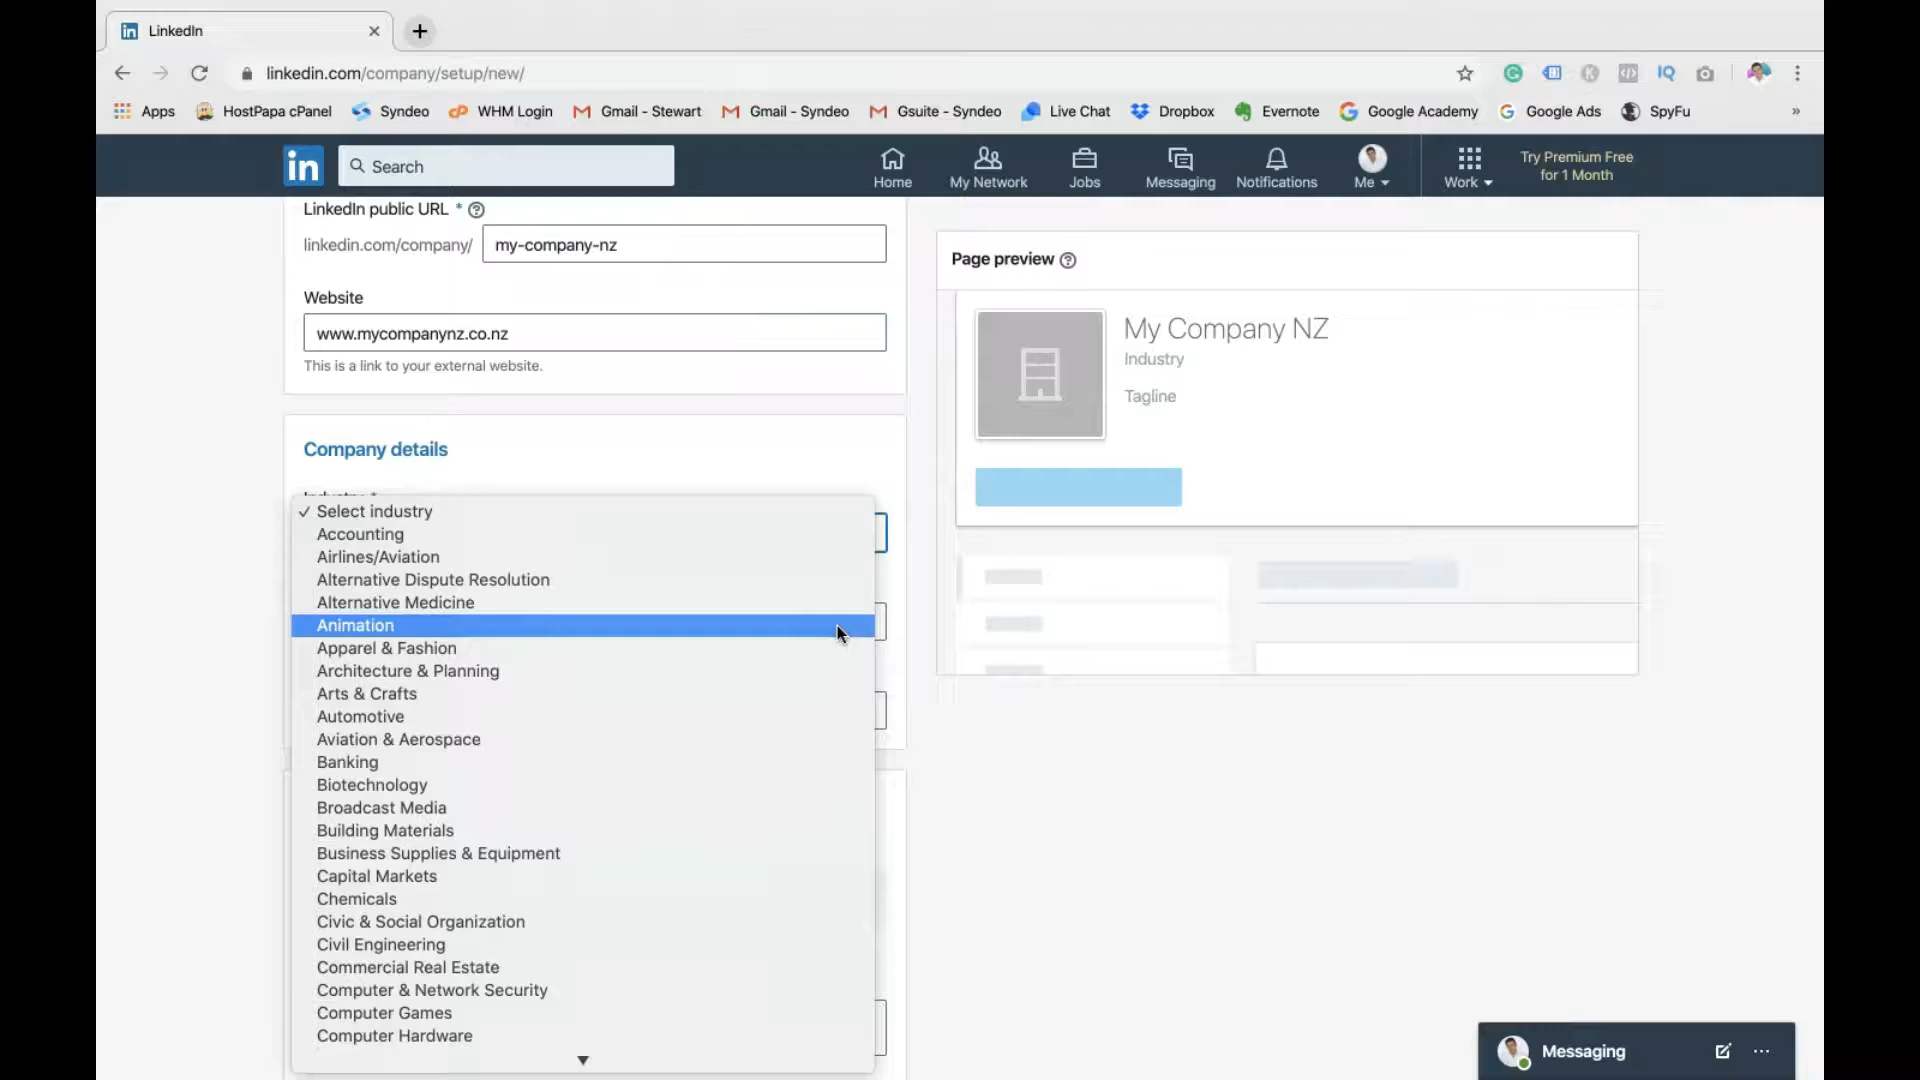 LinkedIn
linkedin.com/company/setup/new/
Apps HostPapa cPanel Syndeo WHM Login Gmail - Stewart Gmail - Syndeo Gsuite - Syndeo Live Chat Dropbox Evernote Google Academy Google Ads SpyFu »
in Search Home My Network Jobs Messaging Notifications Me Work Try Premium Free
for 1 Month
LinkedIn public URL *
linkedin.com/company/ my-company-nz
Website
www.mycompanynz.co.nz
This is a link to your external website.
Company details
Industry *
✓ Select industry
Accounting
Airlines/Aviation
Alternative Dispute Resolution
Alternative Medicine
Animation
Apparel & Fashion
Architecture & Planning
Arts & Crafts
Automotive
Aviation & Aerospace
Banking
Biotechnology
Broadcast Media
Building Materials
Business Supplies & Equipment
Capital Markets
Chemicals
Civic & Social Organization
Civil Engineering
Commercial Real Estate
Computer & Network Security
Computer Games
Computer Hardware
Page preview
My Company NZ
Industry
Tagline
Messaging